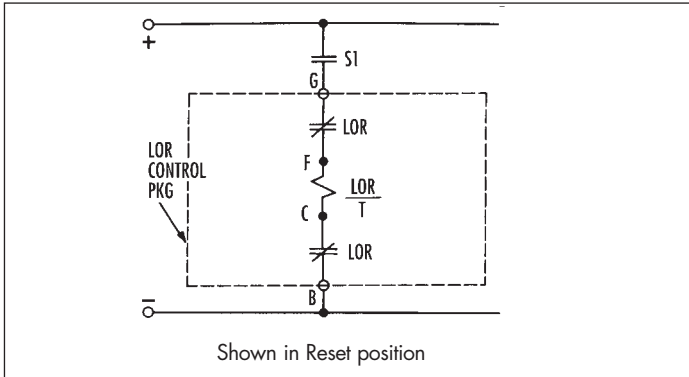 +
S1
G
LOR
LOR
CONTROL
PKG
F
LOR
T
C
LOR
B
−
Shown in Reset position